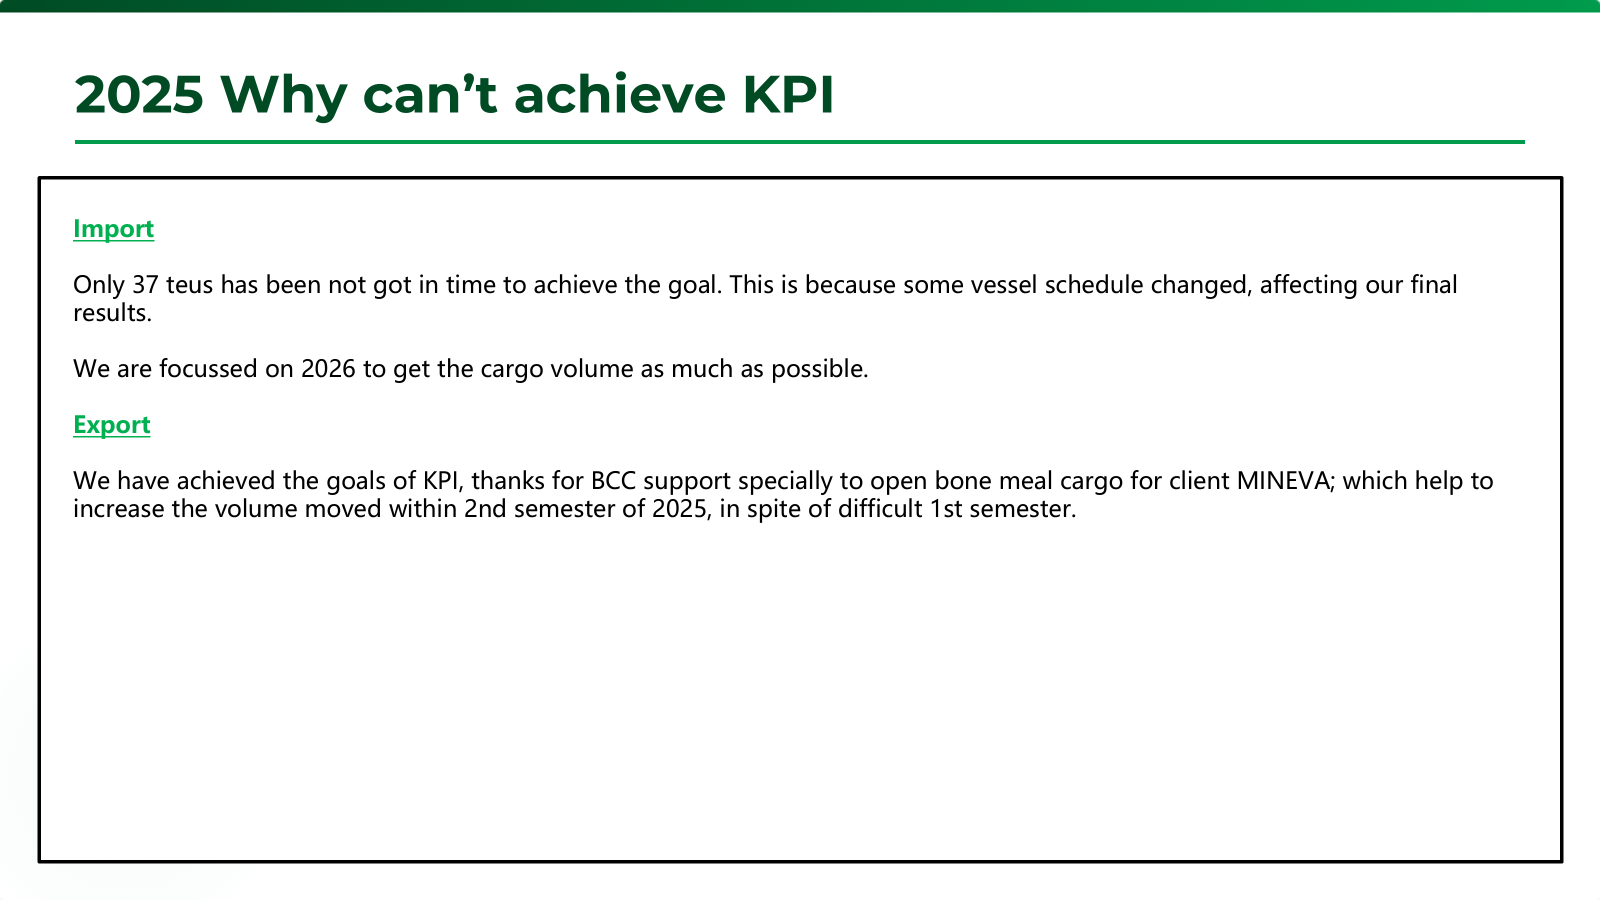 2025 Why can’t achieve KPI
Import
Only 37 teus has been not got in time to achieve the goal. This is because some vessel schedule changed, affecting our final
results.
We are focussed on 2026 to get the cargo volume as much as possible.
Export
We have achieved the goals of KPI, thanks for BCC support specially to open bone meal cargo for client MINEVA; which help to
increase the volume moved within 2nd semester of 2025, in spite of difficult 1st semester.